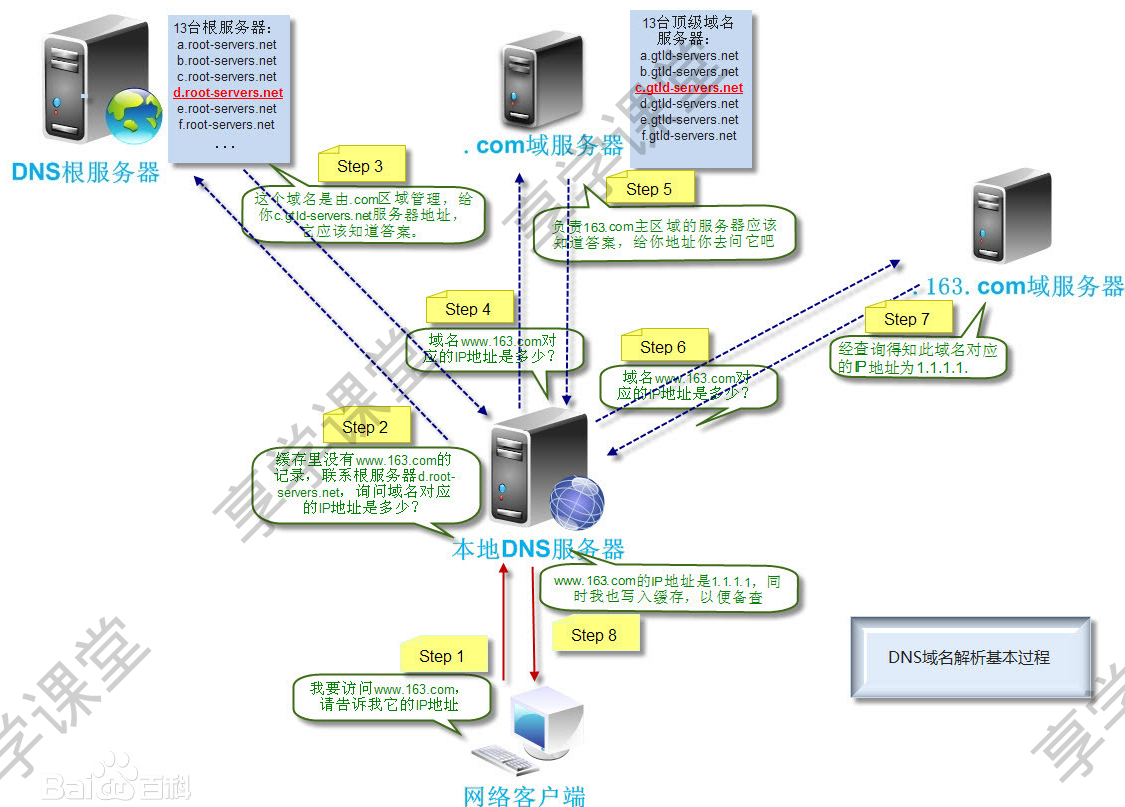 13台根服务器：
a.root-servers.net
b.root-servers.net
c.root-servers.net
d.root-servers.net
e.root-servers.net
f.root-servers.net
...
DNS根服务器
13台顶级域名
服务器：
a.gtld-servers.net
b.gtld-servers.net
c.gtld-servers.net
d.gtld-servers.net
e.gtld-servers.net
f.gtld-servers.net
.com域服务器
Step 3
这个域名是由.com区域管理，给
你c.gtld-servers.net服务器地址，
它应该知道答案。
Step 5
负责163.com主区域的服务器应该
知道答案，给你地址你去问它吧
.163.com域服务器
Step 4
域名www.163.com对
应的IP地址是多少？
Step 6
域名www.163.com对
应的IP地址是多少？
Step 7
经查询得知此域名对应
的IP地址为1.1.1.1.
Step 2
缓存里没有www.163.com的
记录，联系根服务器d.root-
servers.net，询问域名对应
的IP地址是多少？
本地DNS服务器
www.163.com的IP地址是1.1.1.1，同
时我也写入缓存，以便备查
Step 8
Step 1
我要访问www.163.com，
请告诉我它的IP地址
网络客户端
DNS域名解析基本过程
享学课堂
享学课堂
享学课堂
享学
Baidu百科